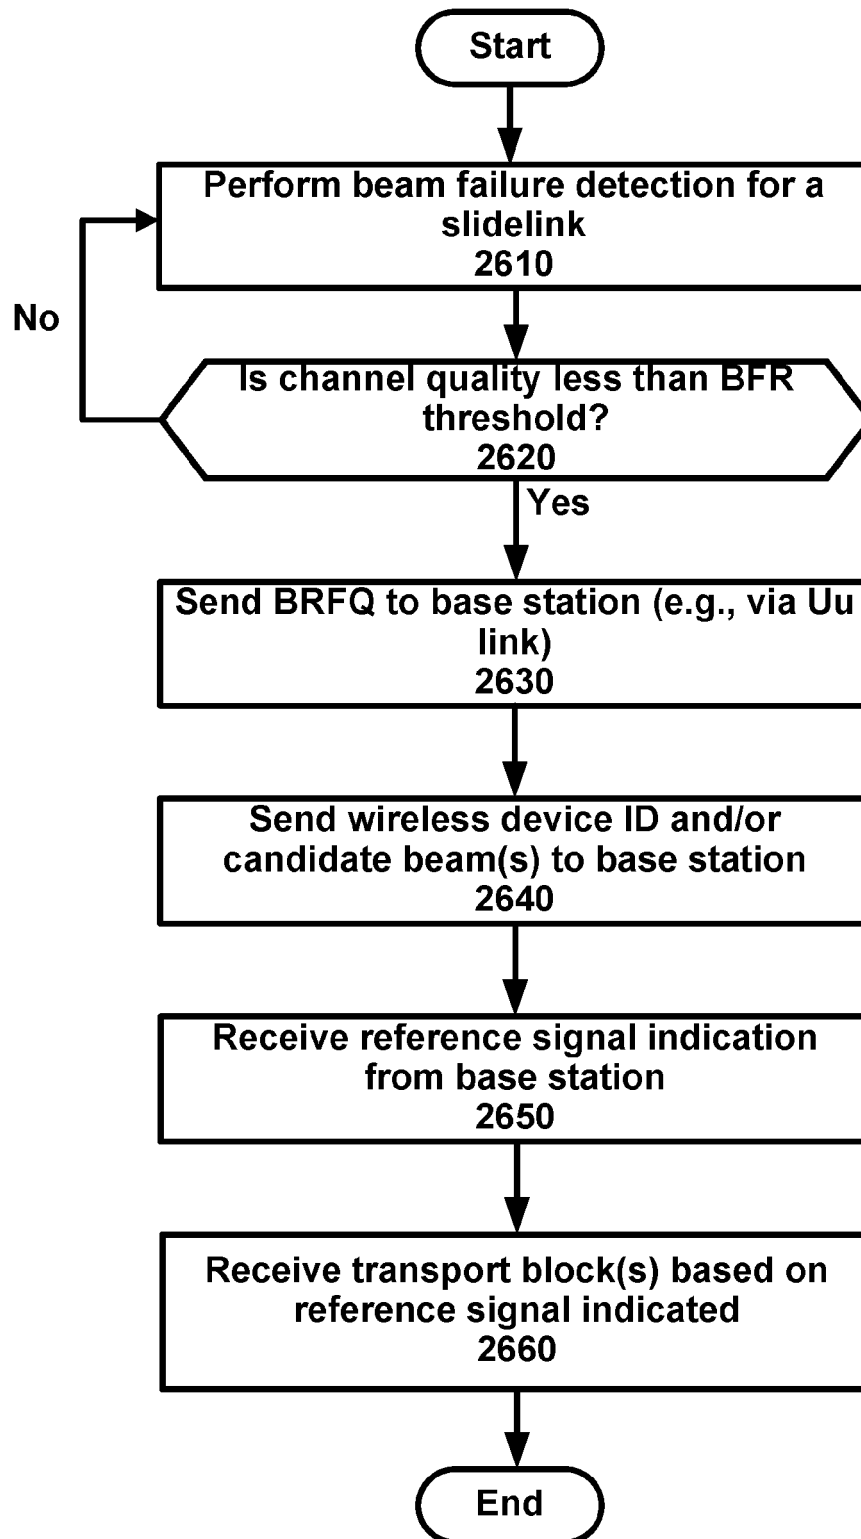 Start
Perform beam failure detection for a
slidelink
2610
No
Is channel quality less than BFR
threshold?
2620
Yes
Send BRFQ to base station (e.g., via Uu
link)
2630
Send wireless device ID and/or
candidate beam(s) to base station
2640
Receive reference signal indication
from base station
2650
Receive transport block(s) based on
reference signal indicated
2660
End